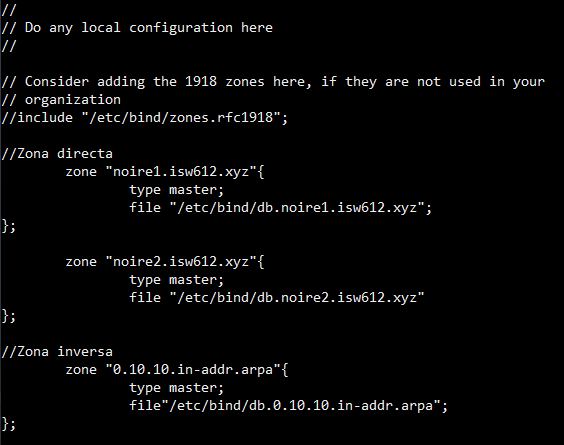 //
// Do any local configuration here
//
// Consider adding the 1918 zones here, if they are not used in your
// organization
//include "/etc/bind/zones.rfc1918";
//Zona directa
zone "noire1.isw612.xyz"{
type master;
file "/etc/bind/db.noire1.isw612.xyz";
};
zone "noire2.isw612.xyz"{
type master;
file "/etc/bind/db.noire2.isw612.xyz"
};
//Zona inversa
zone "0.10.10.in-addr.arpa"{
type master;
file"/etc/bind/db.0.10.10.in-addr.arpa";
};